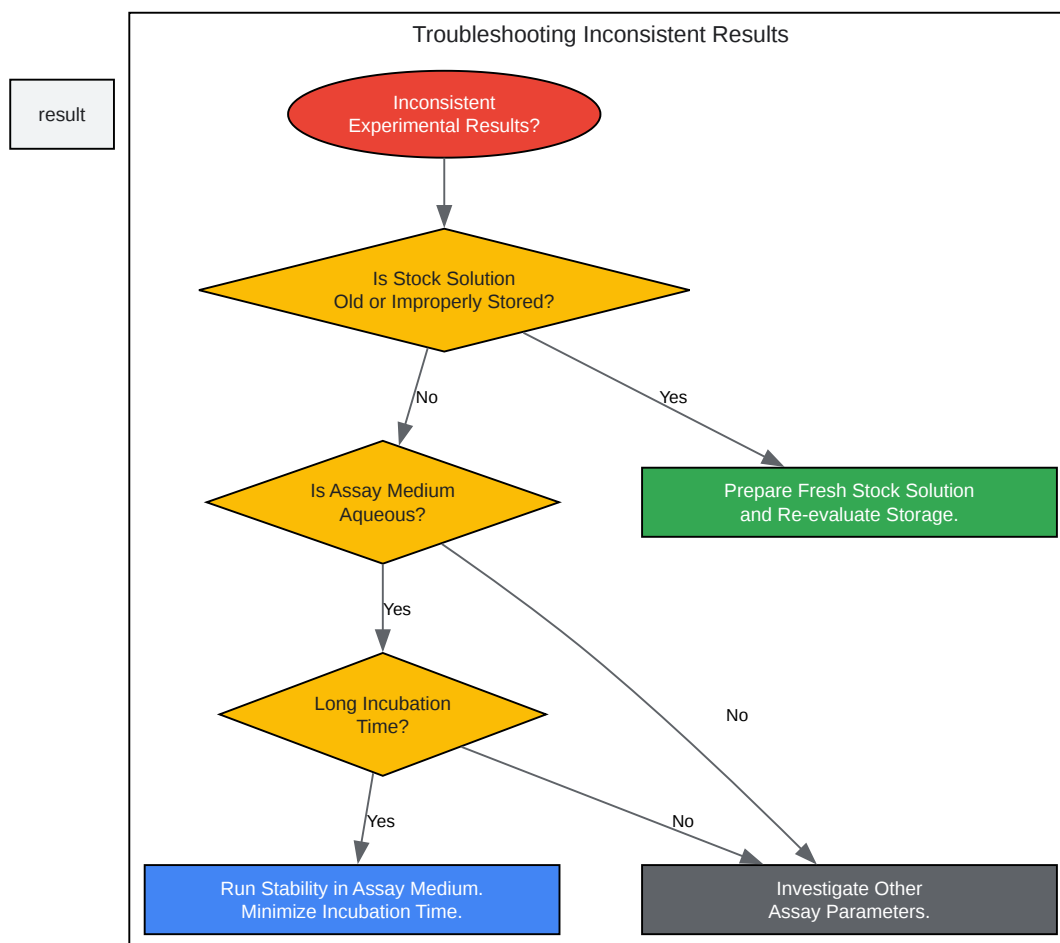 Troubleshooting Inconsistent Results
result
Inconsistent
Experimental Results?
Is Stock Solution
Old or Improperly Stored?
No
Yes
Is Assay Medium
Aqueous?
Prepare Fresh Stock Solution
and Re-evaluate Storage.
Yes
No
Long Incubation
Time?
Yes
No
Run Stability in Assay Medium.
Minimize Incubation Time.
Investigate Other
Assay Parameters.